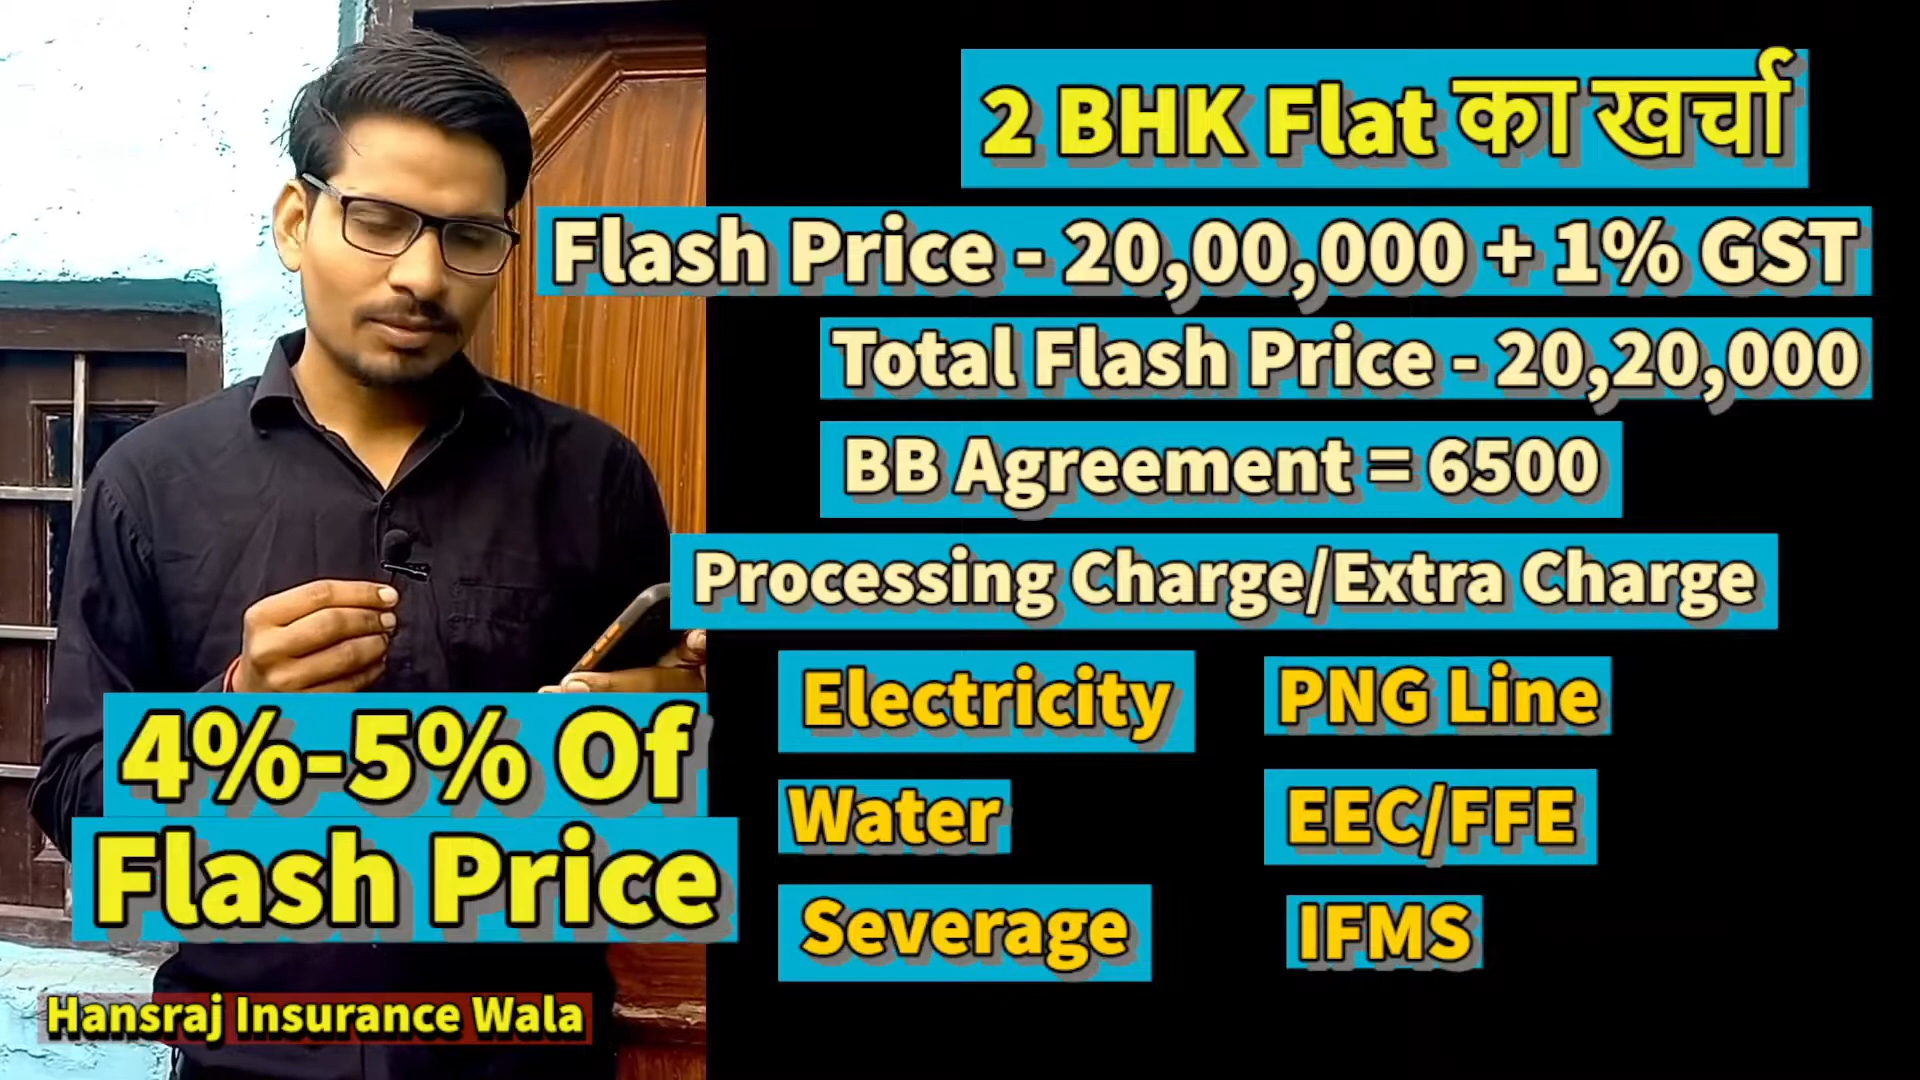 2 BHK Flat का खर्चा
Flash Price - 20,00,000 + 1% GST
Total Flash Price - 20,20,000
BB Agreement = 6500
Processing Charge/Extra Charge
Electricity
PNG Line
Water
EEC/FFE
Severage
IFMS
4%-5% Of
Flash Price
Hansraj Insurance Wala